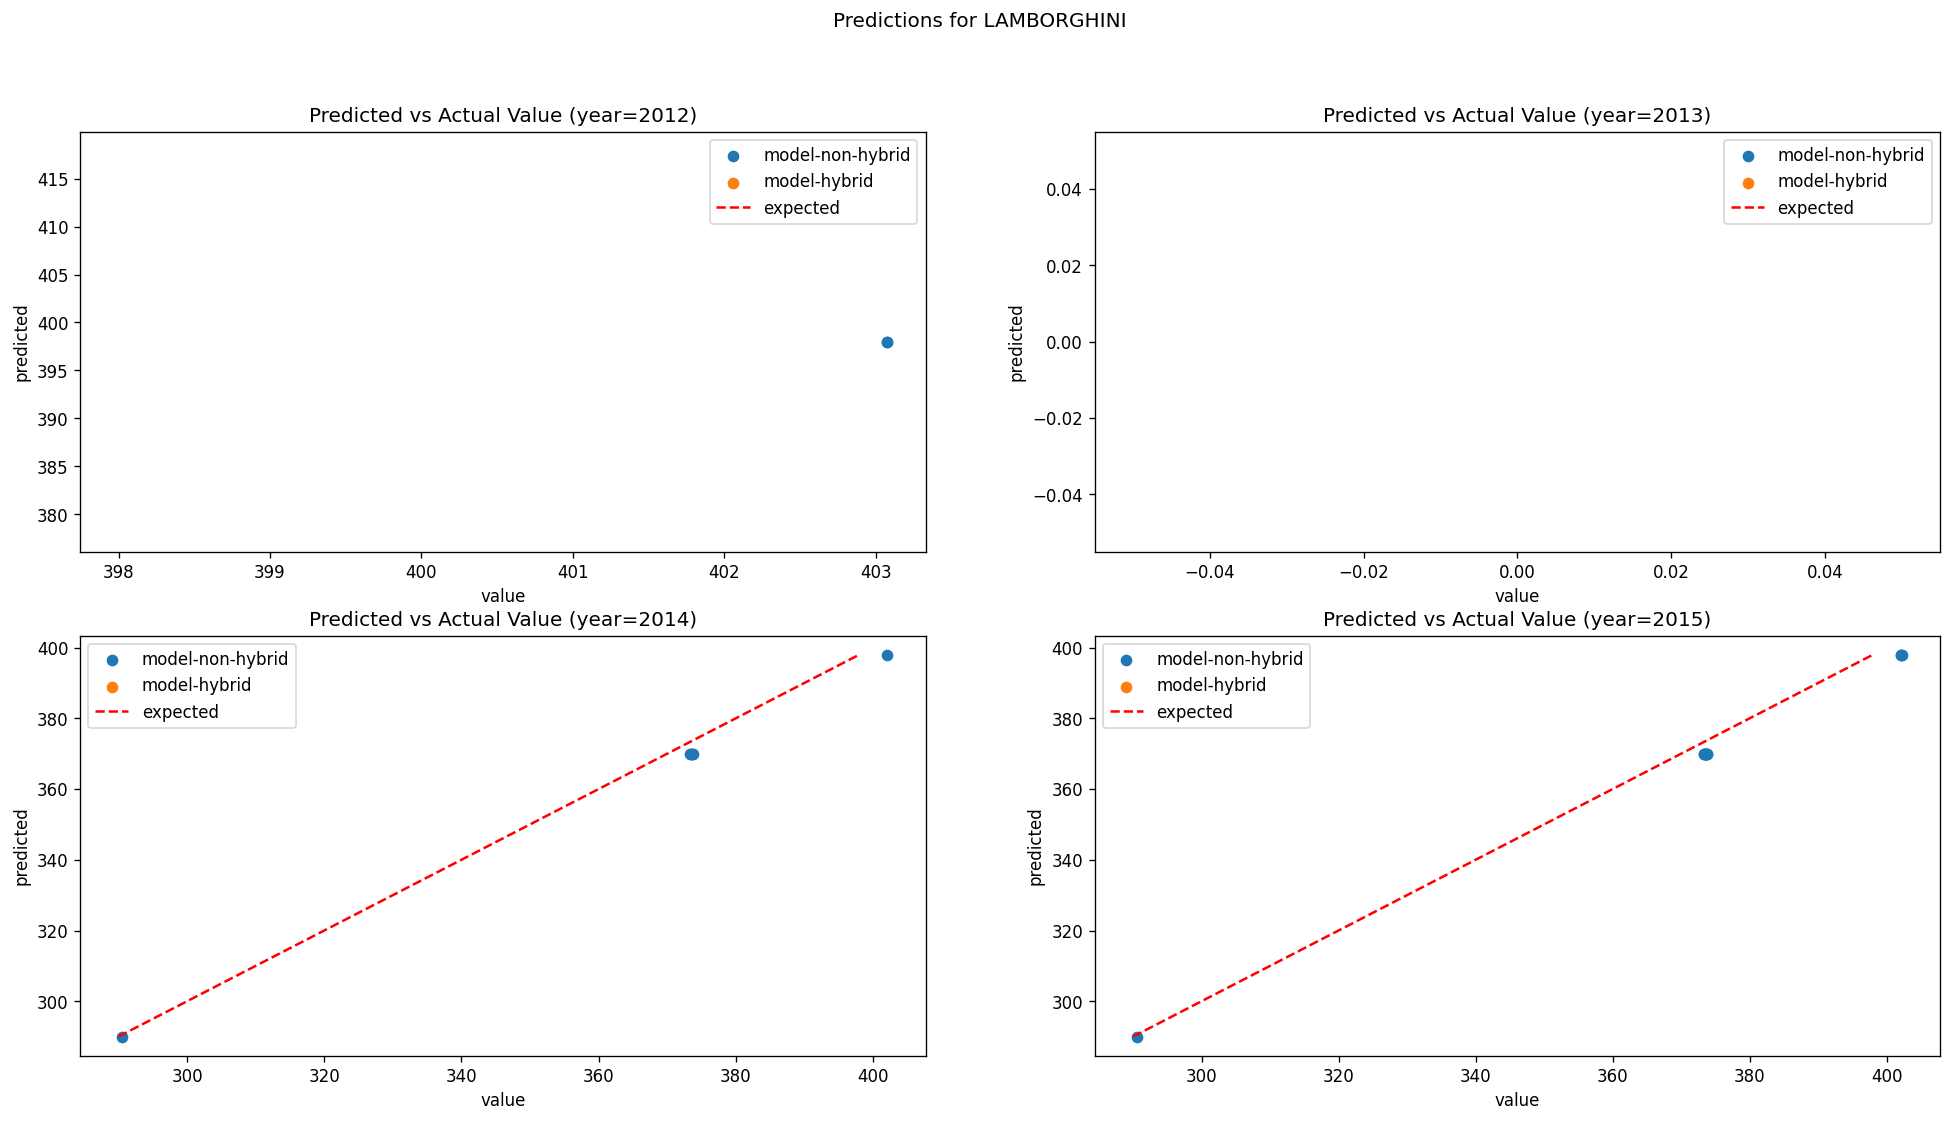 Predictions for LAMBORGHINI
Predicted vs Actual Value (year=2012)
model-non-hybrid
model-hybrid
expected
415
410
405
400
395
390
385
380
predicted
398 399 400 401 402 403
value
Predicted vs Actual Value (year=2013)
model-non-hybrid
model-hybrid
expected
0.04
0.02
0.00
−0.02
−0.04
predicted
−0.04 −0.02 0.00 0.02 0.04
value
Predicted vs Actual Value (year=2014)
model-non-hybrid
model-hybrid
expected
400
380
360
340
320
300
predicted
300 320 340 360 380 400
value
Predicted vs Actual Value (year=2015)
model-non-hybrid
model-hybrid
expected
400
380
360
340
320
300
predicted
300 320 340 360 380 400
value